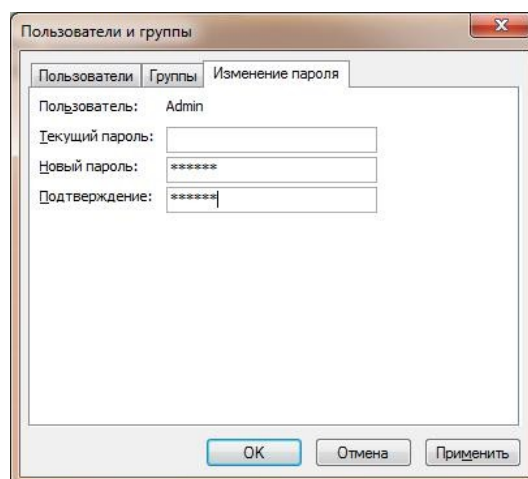 Пользователи и группы
Пользователи Группы Изменение пароля
Пользователь: Admin
Текущий пароль:
Новый пароль: ******
Подтверждение: ******
OK Отмена Применить